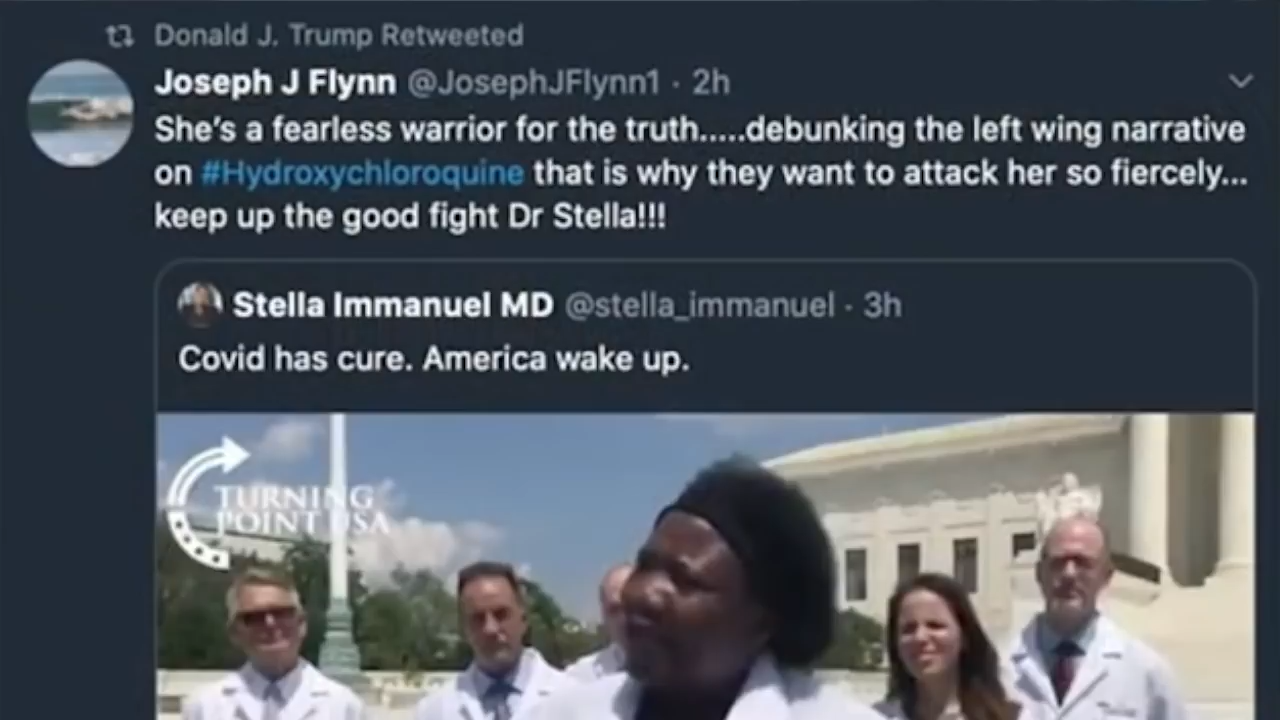 Donald J. Trump Retweeted
Joseph J Flynn @JosephJFlynn1 · 2h
She's a fearless warrior for the truth.....debunking the left wing narrative
on #Hydroxychloroquine that is why they want to attack her so fiercely...
keep up the good fight Dr Stella!!!
Stella Immanuel MD @stella_immanuel · 3h
Covid has cure. America wake up.
TURNING
POINT USA